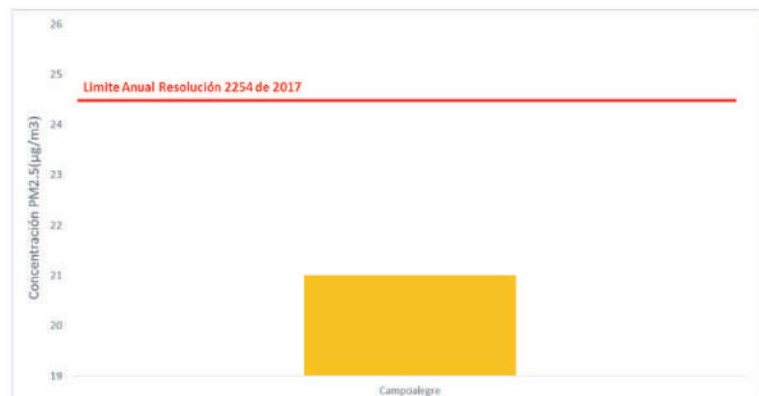 26
25
Limite Anual Resolución 2254 de 2017
24
23
22
21
20
19
Concentración PM2.5(µg/m3)
Campoalegre